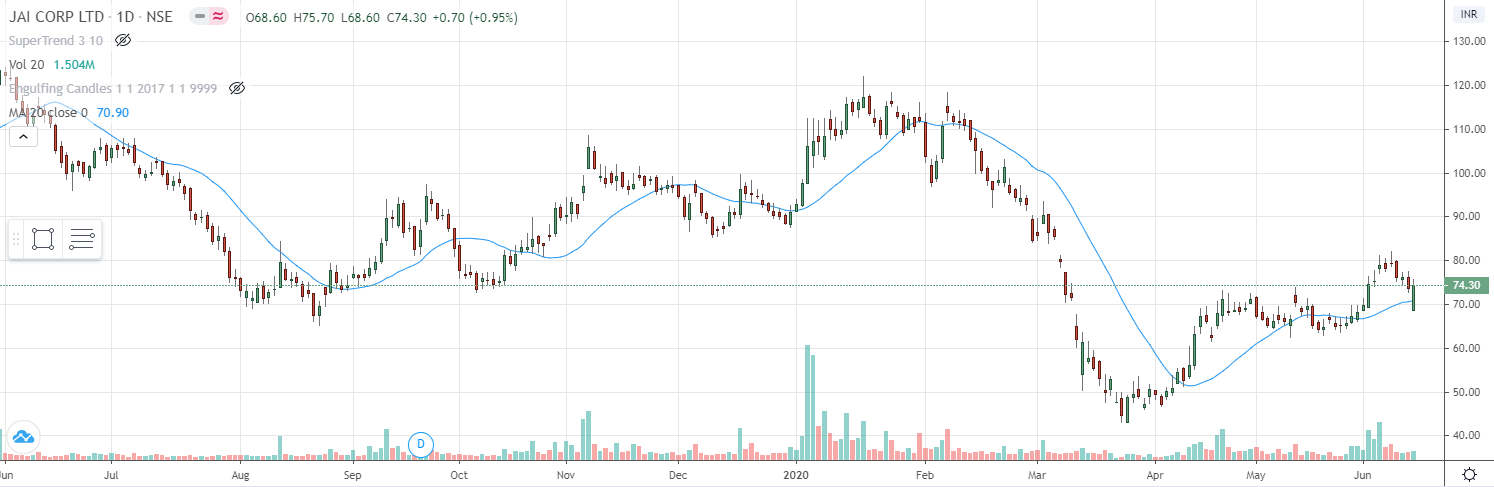 JAI CORP LTD · 1D · NSE O68.60 H75.70 L68.60 C74.30 +0.70 (+0.95%)
INR
SuperTrend 3 10
Vol 20 1.504M
Engulfing Candles 1 1 2017 1 1 9999
MA 20 close 0 70.90
130.00
120.00
110.00
100.00
90.00
80.00
74.30
70.00
60.00
50.00
40.00
D
Jun Jul Aug Sep Oct Nov Dec 2020 Feb Mar Apr May Jun